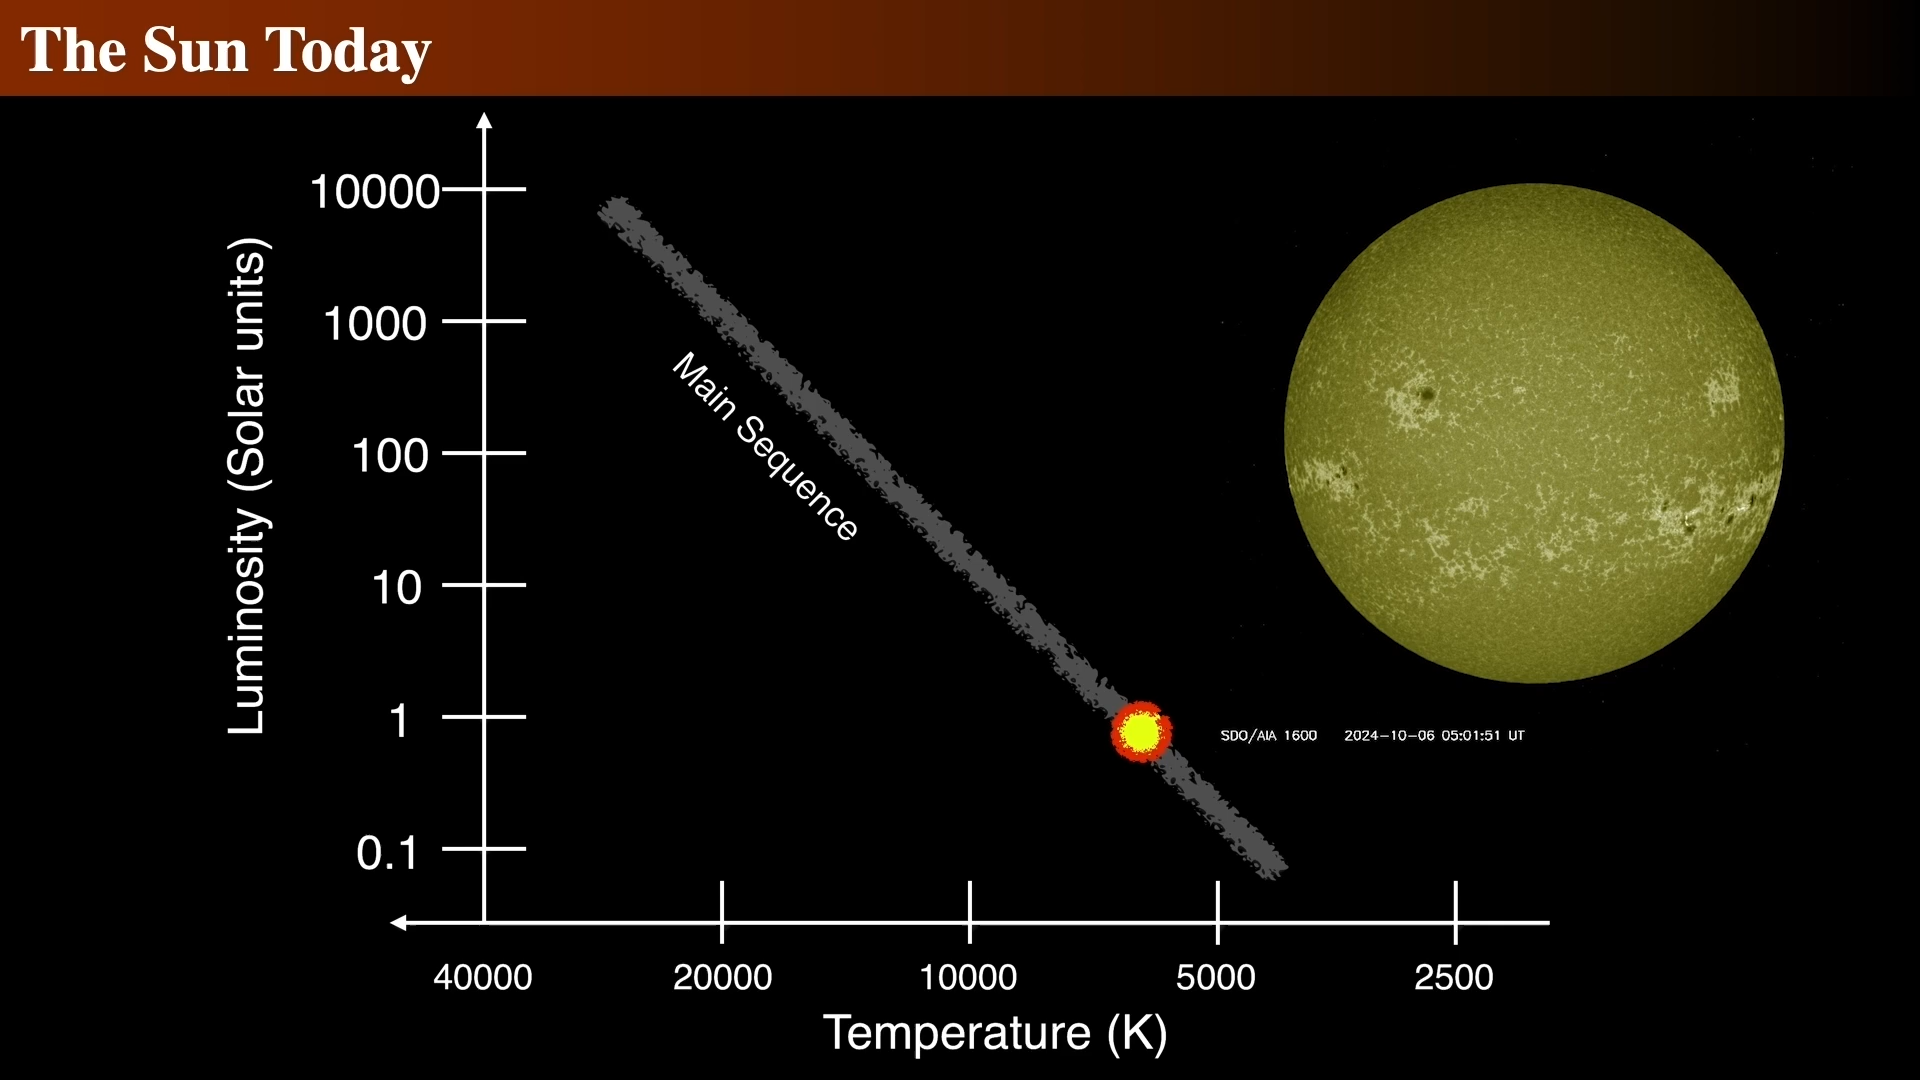 The Sun Today
10000
1000
100
10
1
0.1
Luminosity (Solar units)
Main Sequence
SDO/AIA 1600 2024-10-06 05:01:51 UT
40000 20000 10000 5000 2500
Temperature (K)